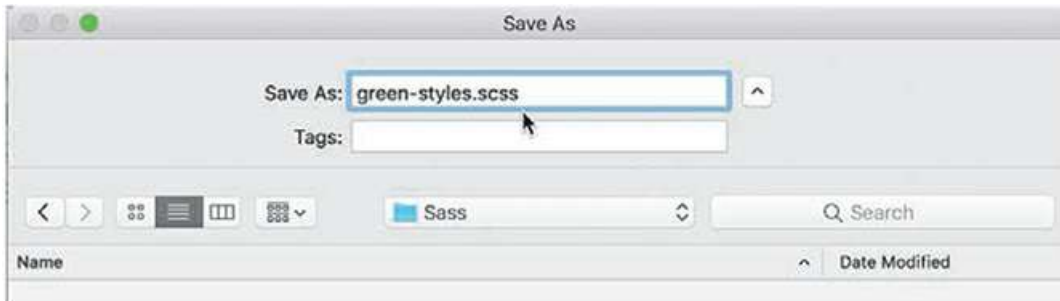 Save As
Save As: green-styles.scss
Tags:
Sass
Search
Name
Date Modified